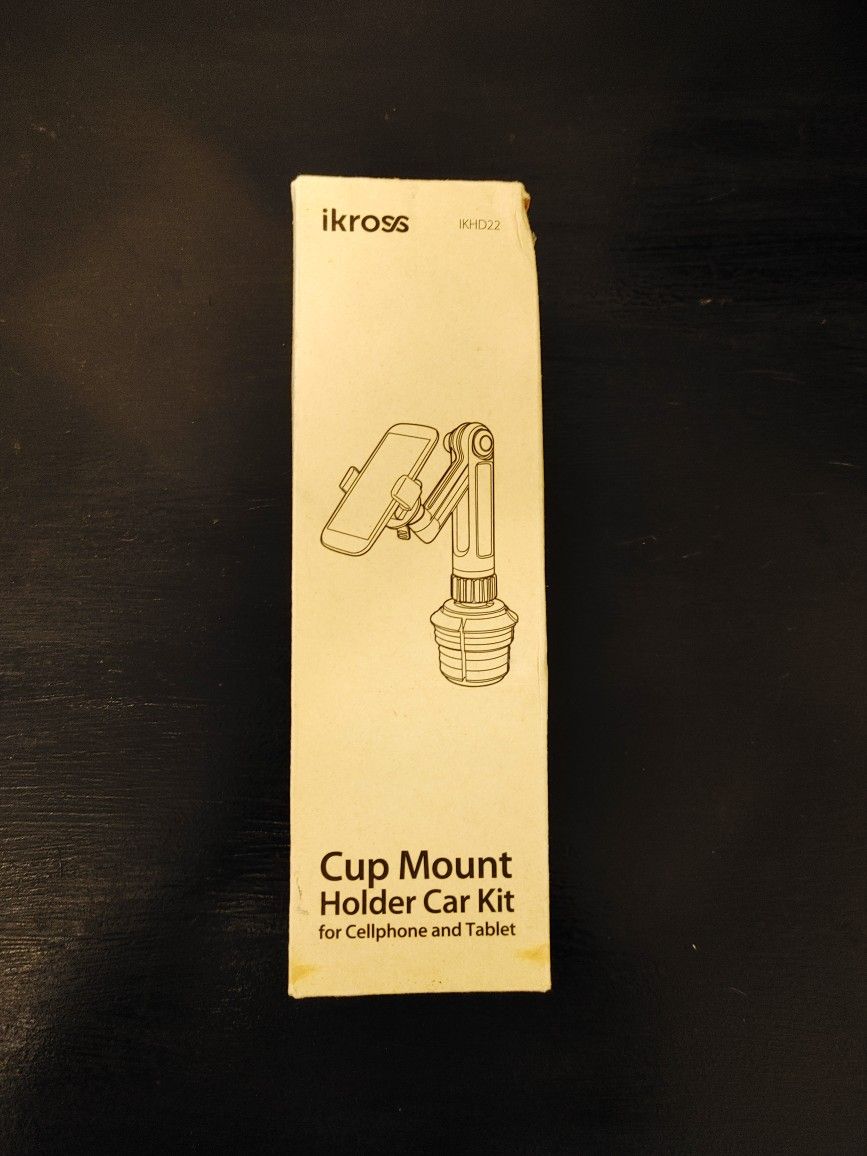 ikross IKHD22
Cup Mount
Holder Car Kit
for Cellphone and Tablet